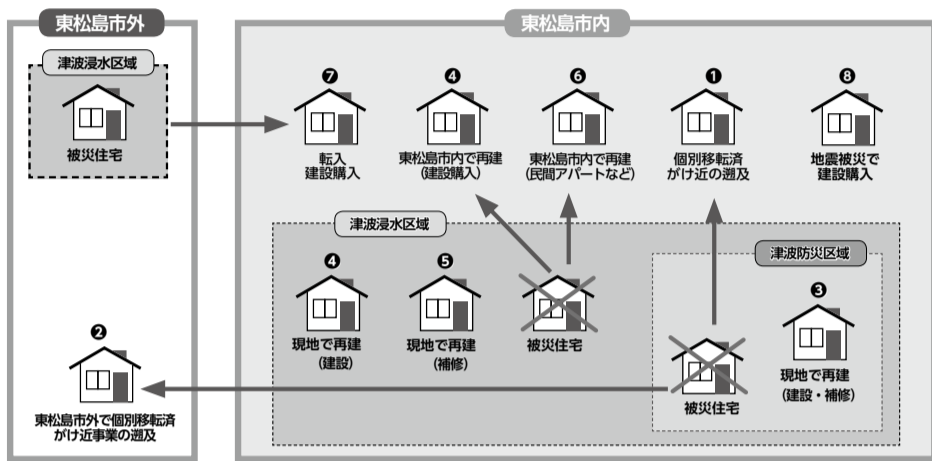 東松島市外
津波浸水区域
被災住宅
❷
東松島市外で個別移転済
がけ近事業の遡及
東松島市内
❼
転入
建設購入
❹
東松島市内で再建
(建設購入)
❻
東松島市内で再建
(民間アパートなど)
❶
個別移転済
がけ近の遡及
❽
地震被災で
建設購入
津波浸水区域
❹
現地で再建
(建設)
❺
現地で再建
(補修)
被災住宅
津波防災区域
被災住宅
❸
現地で再建
(建設・補修)